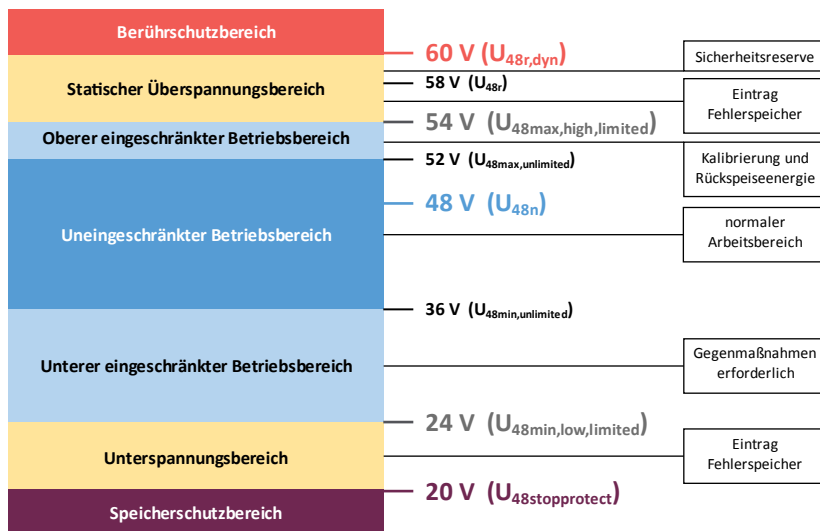 Berührschutzbereich
60 V (U48r,dyn)
Sicherheitsreserve
Statischer Überspannungsbereich
58 V (U48r)
Eintrag
Fehlerspeicher
54 V (U48max,high,limited)
Oberer eingeschränkter Betriebsbereich
52 V (U48max,unlimited)
Kalibrierung und
Rückspeiseenergie
48 V (U48n)
Uneingeschränkter Betriebsbereich
normaler
Arbeitsbereich
36 V (U48min,unlimited)
Unterer eingeschränkter Betriebsbereich
Gegenmaßnahmen
erforderlich
24 V (U48min,low,limited)
Unterspannungsbereich
Eintrag
Fehlerspeicher
20 V (U48stopprotect)
Speicherschutzbereich